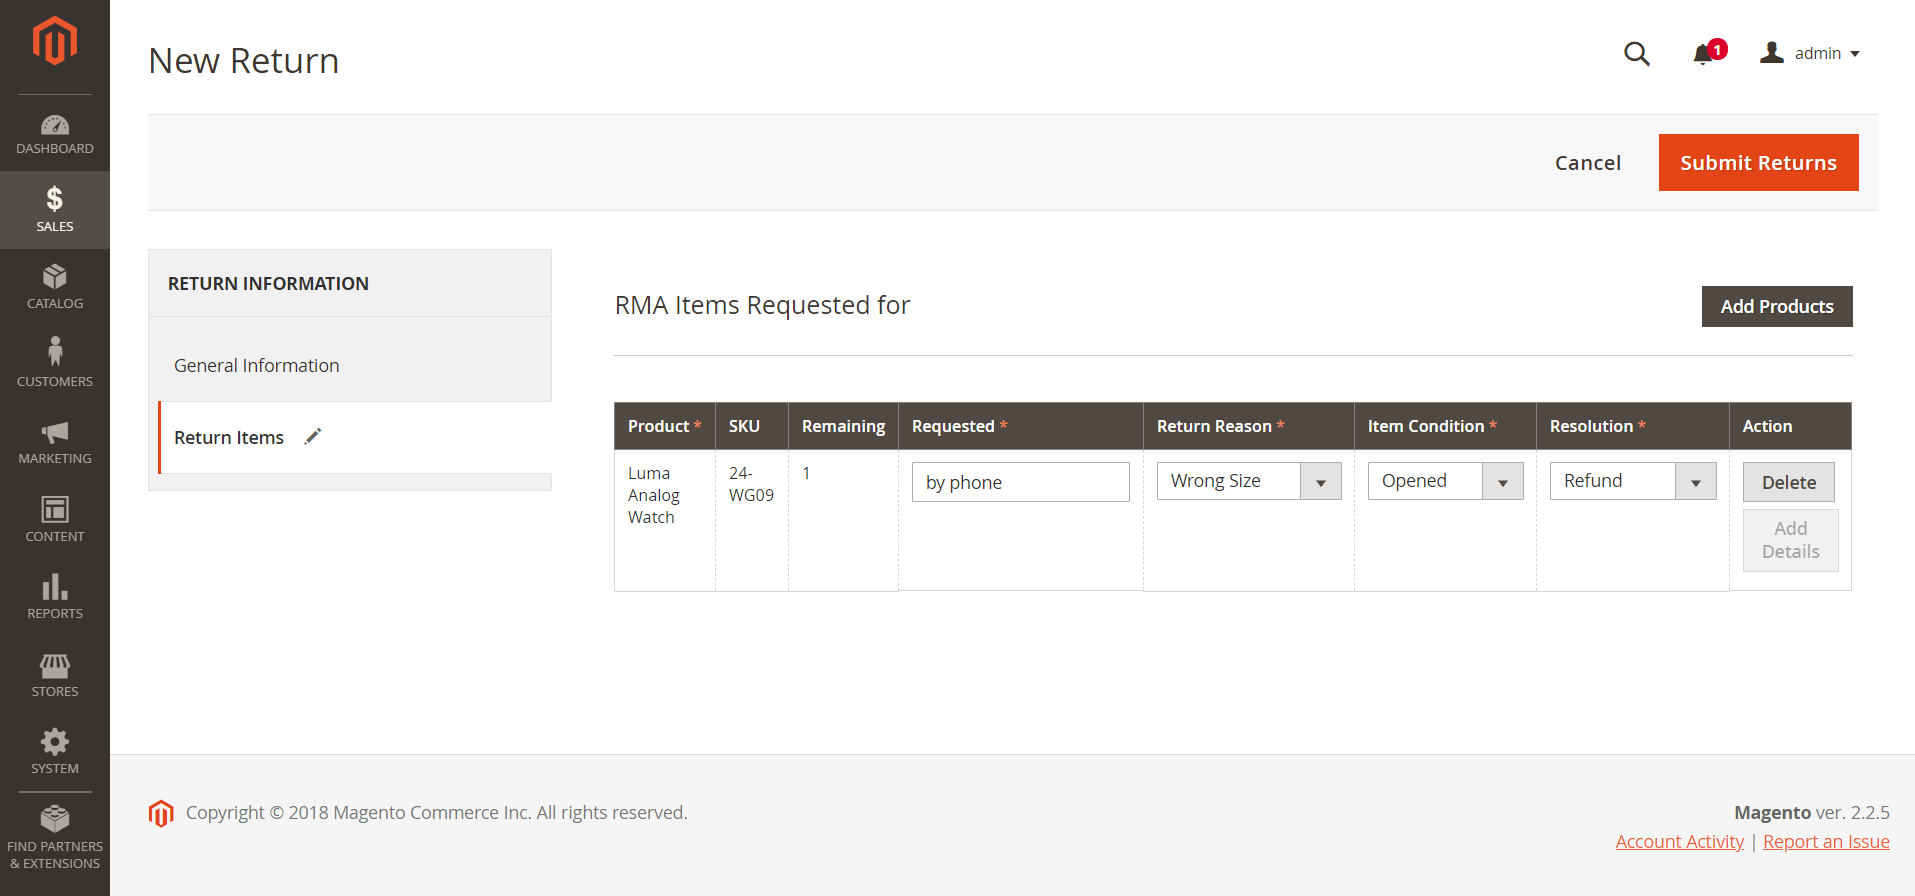 New Return
1
admin
Cancel
Submit Returns
DASHBOARD
SALES
CATALOG
CUSTOMERS
MARKETING
CONTENT
REPORTS
STORES
SYSTEM
FIND PARTNERS
& EXTENSIONS
RETURN INFORMATION
General Information
Return Items
RMA Items Requested for
Add Products
Product * SKU Remaining Requested * Return Reason * Item Condition * Resolution * Action
Luma
Analog
Watch
24-
WG09
1
by phone
Wrong Size
Opened
Refund
Delete
Add
Details
Copyright © 2018 Magento Commerce Inc. All rights reserved.
Magento ver. 2.2.5
Account Activity | Report an Issue